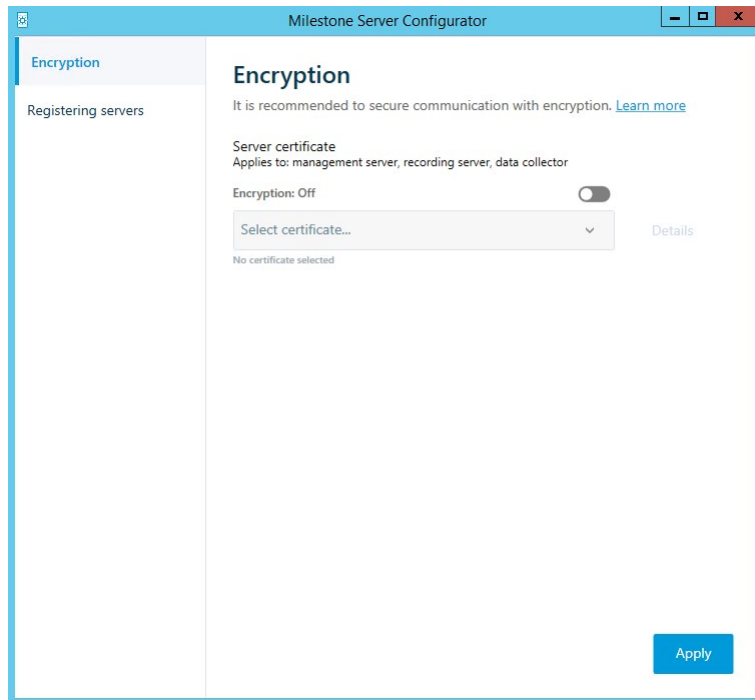 Milestone Server Configurator
Encryption
Registering servers
Encryption
It is recommended to secure communication with encryption. Learn more
Server certificate
Applies to: management server, recording server, data collector
Encryption: Off
Select certificate...
Details
No certificate selected
Apply